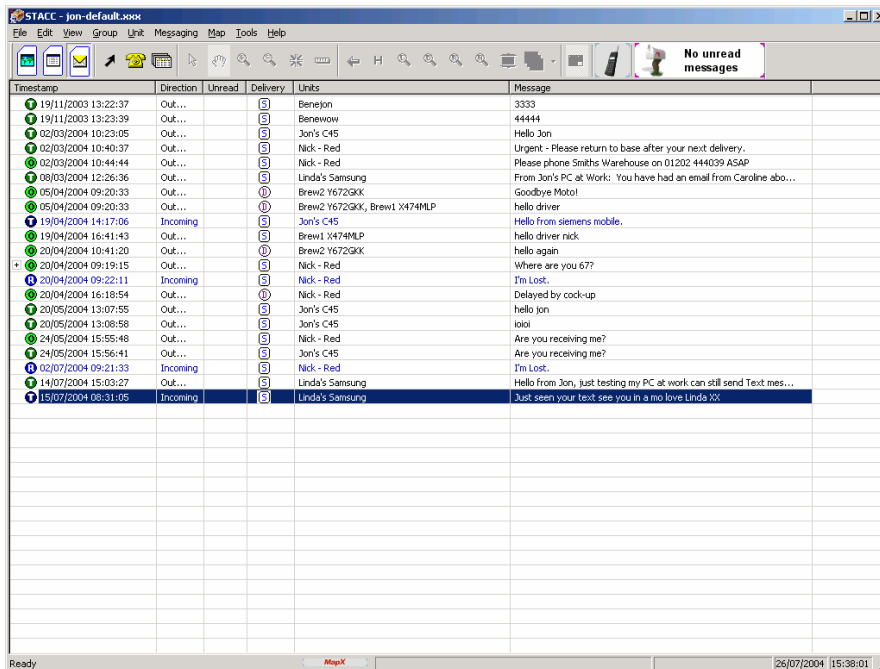 STACC - jon-default.xxx
File Edit View Group Unit Messaging Map Tools Help
No unread
messages
Timestamp Direction Unread Delivery Units Message
T 19/11/2003 13:22:37 Out... S Benejon 3333
T 19/11/2003 13:23:39 Out... S Benewow 44444
T 02/03/2004 10:23:05 Out... S Jon's C45 Hello Jon
T 02/03/2004 10:40:37 Out... S Nick - Red Urgent - Please return to base after your next delivery.
O 02/03/2004 10:44:44 Out... S Nick - Red Please phone Smiths Warehouse on 01202 444039 ASAP
T 08/03/2004 12:26:36 Out... S Linda's Samsung From Jon's PC at Work: You have had an email from Caroline abo...
O 05/04/2004 09:20:33 Out... D Brew2 Y672GKK Goodbye Moto!
O 05/04/2004 09:20:33 Out... D Brew2 Y672GKK, Brew1 X474MLP hello driver
T 19/04/2004 14:17:06 Incoming S Jon's C45 Hello from siemens mobile.
O 19/04/2004 16:41:43 Out... S Brew1 X474MLP hello driver nick
O 20/04/2004 10:41:20 Out... D Brew2 Y672GKK hello again
+ O 20/04/2004 09:19:15 Out... S Nick - Red Where are you 67?
R 20/04/2004 09:22:11 Incoming S Nick - Red I'm Lost.
O 20/04/2004 16:18:54 Out... D Nick - Red Delayed by cock-up
T 20/05/2004 13:07:55 Out... S Jon's C45 hello jon
T 20/05/2004 13:08:58 Out... S Jon's C45 ioioi
O 24/05/2004 15:55:48 Out... S Nick - Red Are you receiving me?
T 24/05/2004 15:56:41 Out... S Jon's C45 Are you receiving me?
R 02/07/2004 09:21:33 Incoming S Nick - Red I'm Lost.
T 14/07/2004 15:03:27 Out... S Linda's Samsung Hello from Jon, just testing my PC at work can still send Text mes...
T 15/07/2004 08:31:05 Incoming S Linda's Samsung Just seen your text see you in a mo love Linda XX
Ready MapX 26/07/2004 15:38:01